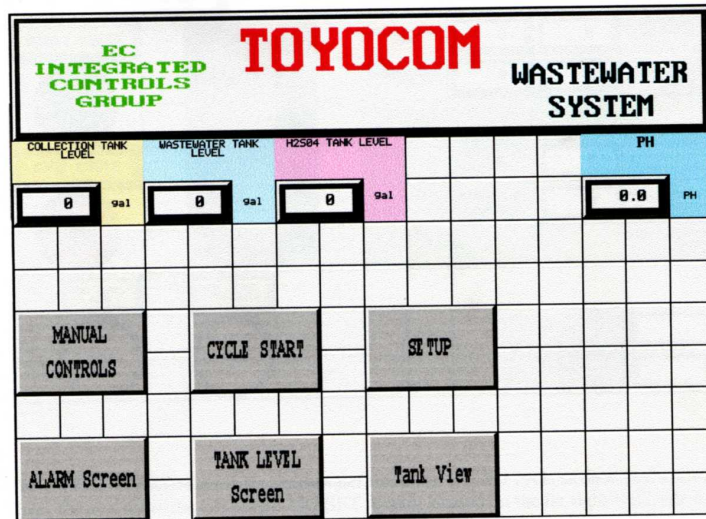 EC
INTEGRATED
CONTROLS
GROUP
TOYOCOM
WASTEWATER
SYSTEM
COLLECTION TANK
LEVEL
WASTEWATER TANK
LEVEL
H2SO4 TANK LEVEL
PH
0 gal
0 gal
0 gal
0.0 PH
MANUAL
CONTROLS
CYCLE START
SETUP
ALARM Screen
TANK LEVEL
Screen
Tank View